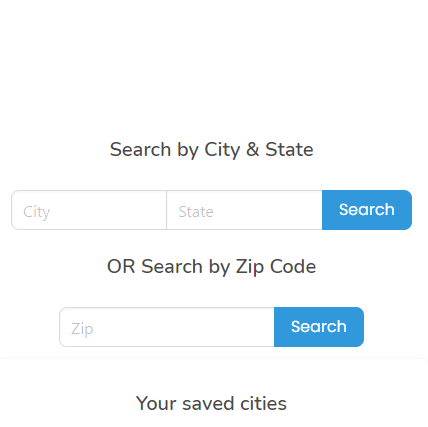 Search by City & State
City State Search
OR Search by Zip Code
Zip Search
Your saved cities